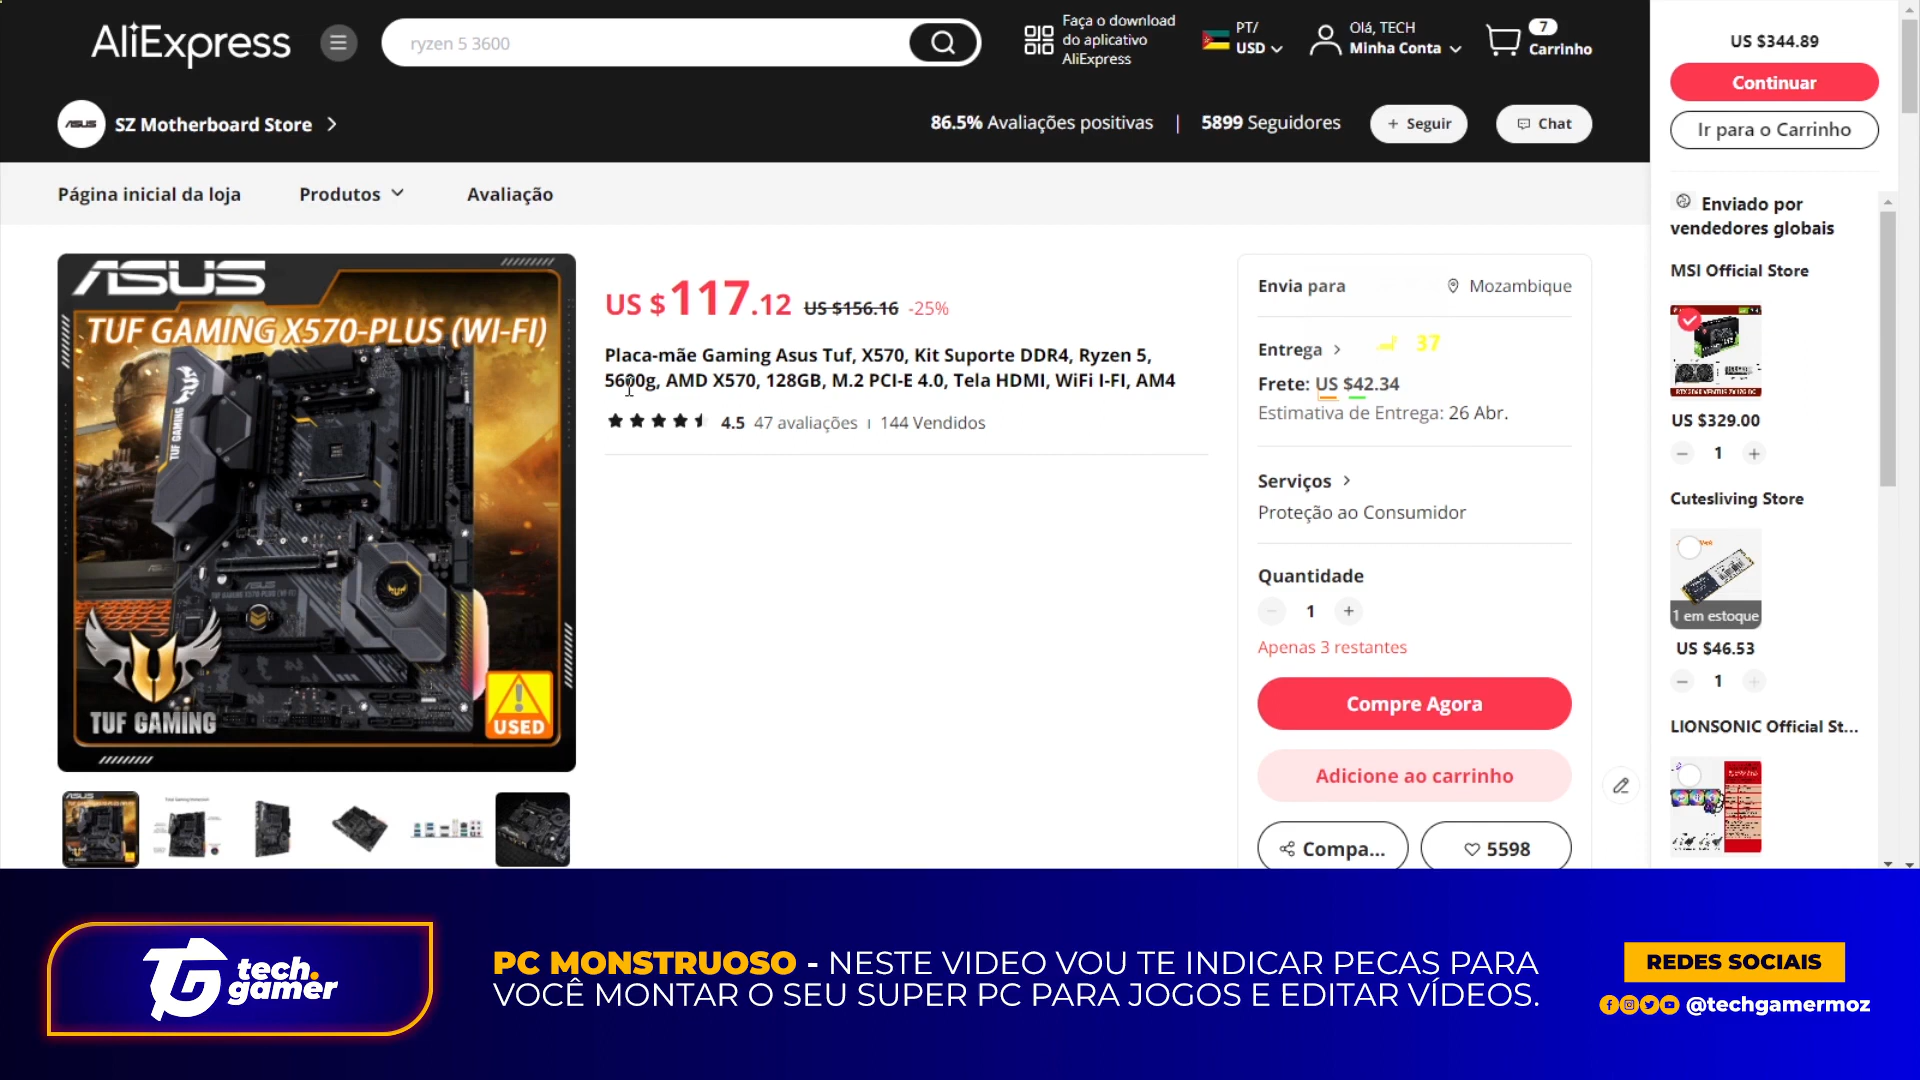 AliExpress
ryzen 5 3600
Faça o download
do aplicativo
AliExpress
PT/
USD
Olá, TECH
Minha Conta
7
Carrinho
US $344.89
Continuar
Ir para o Carrinho
ASUS
SZ Motherboard Store
86.5% Avaliações positivas | 5899 Seguidores
+ Seguir
Chat
Página inicial da loja
Produtos
Avaliação
Enviado por
vendedores globais
MSI Official Store
US $329.00
− 1 +
Cutesliving Store
1 em estoque
US $46.53
− 1 +
LIONSONIC Official St...
ASUS
TUF GAMING X570-PLUS (WI-FI)
TUF GAMING
TUF GAMING
USED
US $117.12 US $156.16 -25%
Placa-mãe Gaming Asus Tuf, X570, Kit Suporte DDR4, Ryzen 5,
5600g, AMD X570, 128GB, M.2 PCI-E 4.0, Tela HDMI, WiFi I-FI, AM4
4.5 47 avaliações | 144 Vendidos
Envia para
Mozambique
Entrega
37
Frete: US $42.34
Estimativa de Entrega: 26 Abr.
Serviços
Proteção ao Consumidor
Quantidade
− 1 +
Apenas 3 restantes
Compre Agora
Adicione ao carrinho
Compa...
5598
tech.
gamer
PC MONSTRUOSO - NESTE VIDEO VOU TE INDICAR PECAS PARA
VOCÊ MONTAR O SEU SUPER PC PARA JOGOS E EDITAR VÍDEOS.
REDES SOCIAIS
@techgamermoz